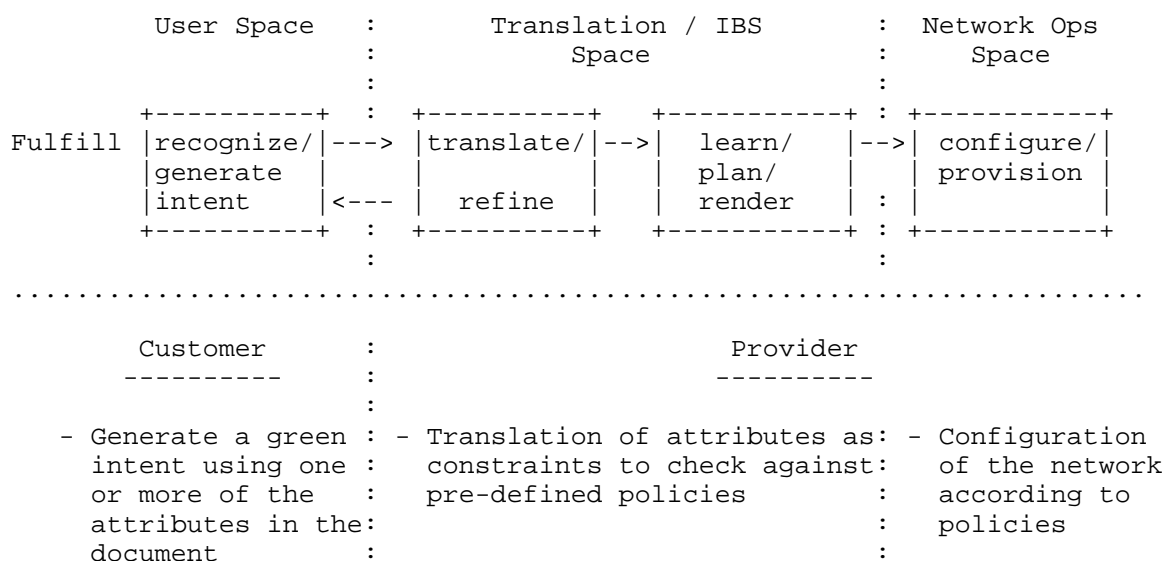 User Space   :       Translation / IBS       :  Network Ops
                      :            Space              :     Space
                      :                               :
        +----------+  :  +----------+   +-----------+ : +-----------+
Fulfill |recognize/|---> |translate/|-->|  learn/   |-->| configure/|
        |generate  |     |          |   |  plan/    |   | provision |
        |intent    |<--- |  refine  |   |  render   | : |           |
        +----------+  :  +----------+   +-----------+ : +-----------+
                      :                               :
........................................................................
        Customer      :                      Provider
       ----------     :                     ----------
                      :
   - Generate a green : - Translation of attributes as: - Configuration
     intent using one :   constraints to check against:   of the network
     or more of the   :   pre-defined policies        :   according to
     attributes in the:                               :   policies
     document         :                               :